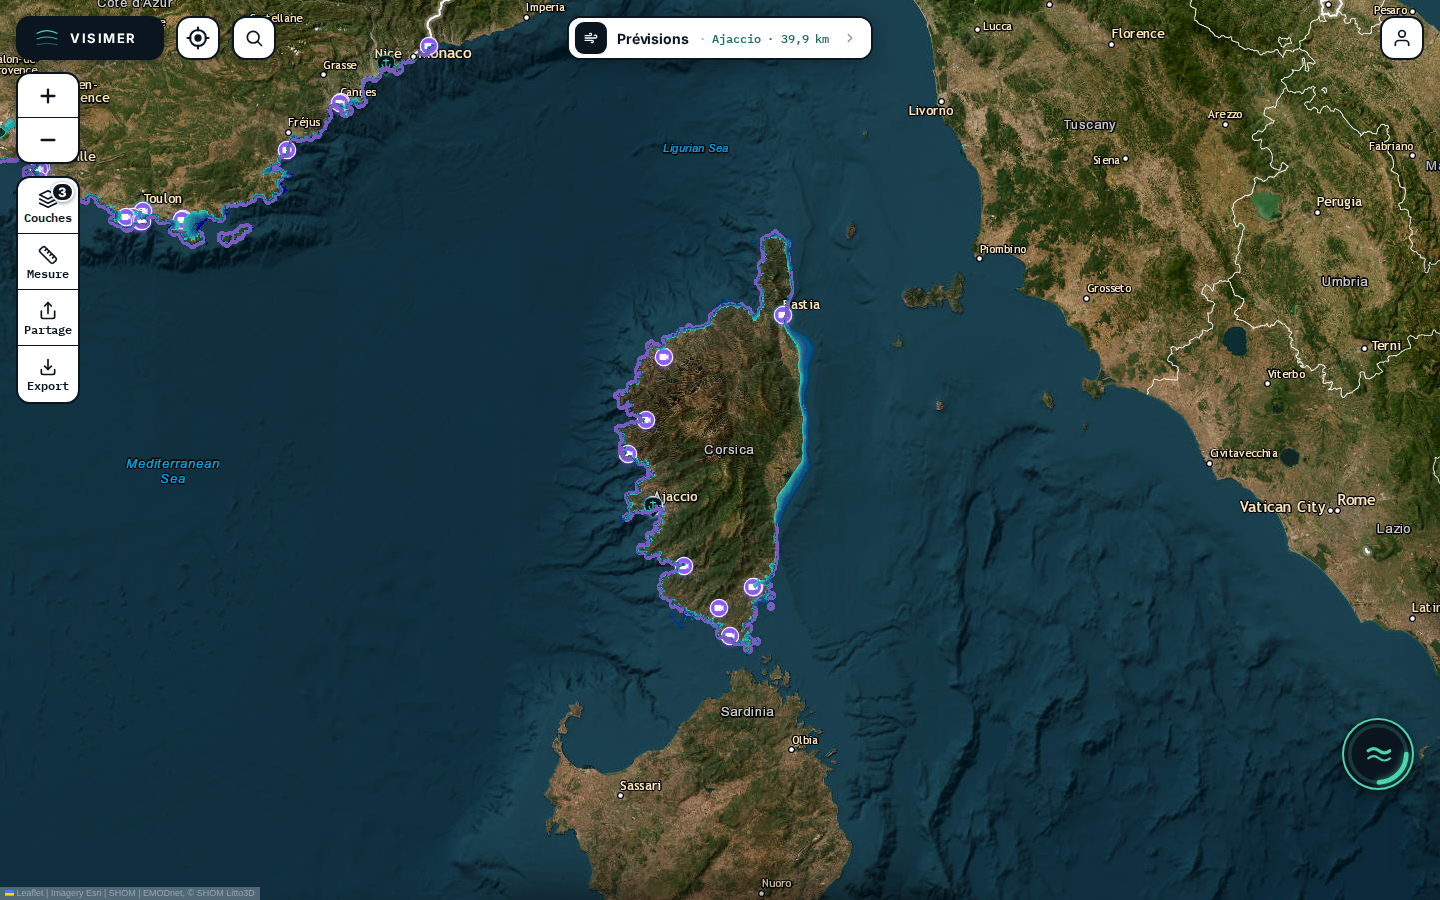 Côte d'Azur
Imperia
Pesaro
VISIMER
Prévisions · Ajaccio · 39,9 km
Lucca
Florence
Nice
Monaco
Grasse
Cannes
Livorno
Arezzo
Fréjus
Tuscany
Fabriano
Ligurian Sea
Siena
Toulon
Perugia
3
Couches
Piombino
Mesure
Umbria
Grosseto
Bastia
Partage
Terni
Viterbo
Export
Corsica
Civitavecchia
Mediterranean
Sea
Ajaccio
Vatican City
Rome
Lazio
Sardinia
Olbia
Sassari
Nuoro
Leaflet | Imagery Esri | SHOM | EMODnet, © SHOM Litto3D